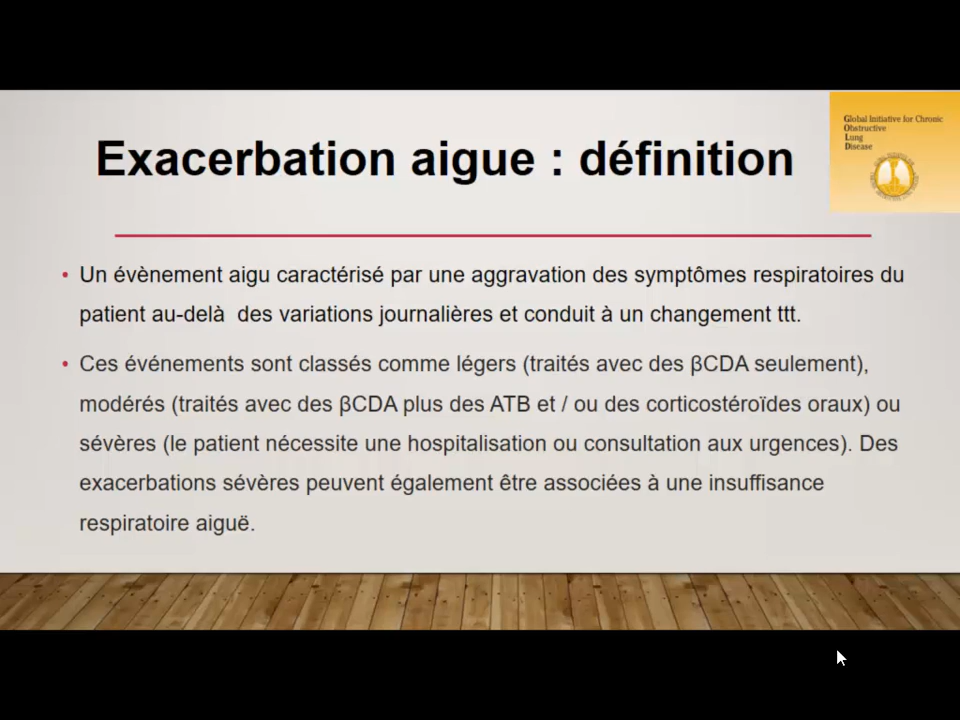 Exacerbation aigue : définition
Global Initiative for Chronic
Obstructive
Lung
Disease
• Un évènement aigu caractérisé par une aggravation des symptômes respiratoires du
patient au-delà des variations journalières et conduit à un changement ttt.
• Ces événements sont classés comme légers (traités avec des βCDA seulement),
modérés (traités avec des βCDA plus des ATB et / ou des corticostéroïdes oraux) ou
sévères (le patient nécessite une hospitalisation ou consultation aux urgences). Des
exacerbations sévères peuvent également être associées à une insuffisance
respiratoire aiguë.